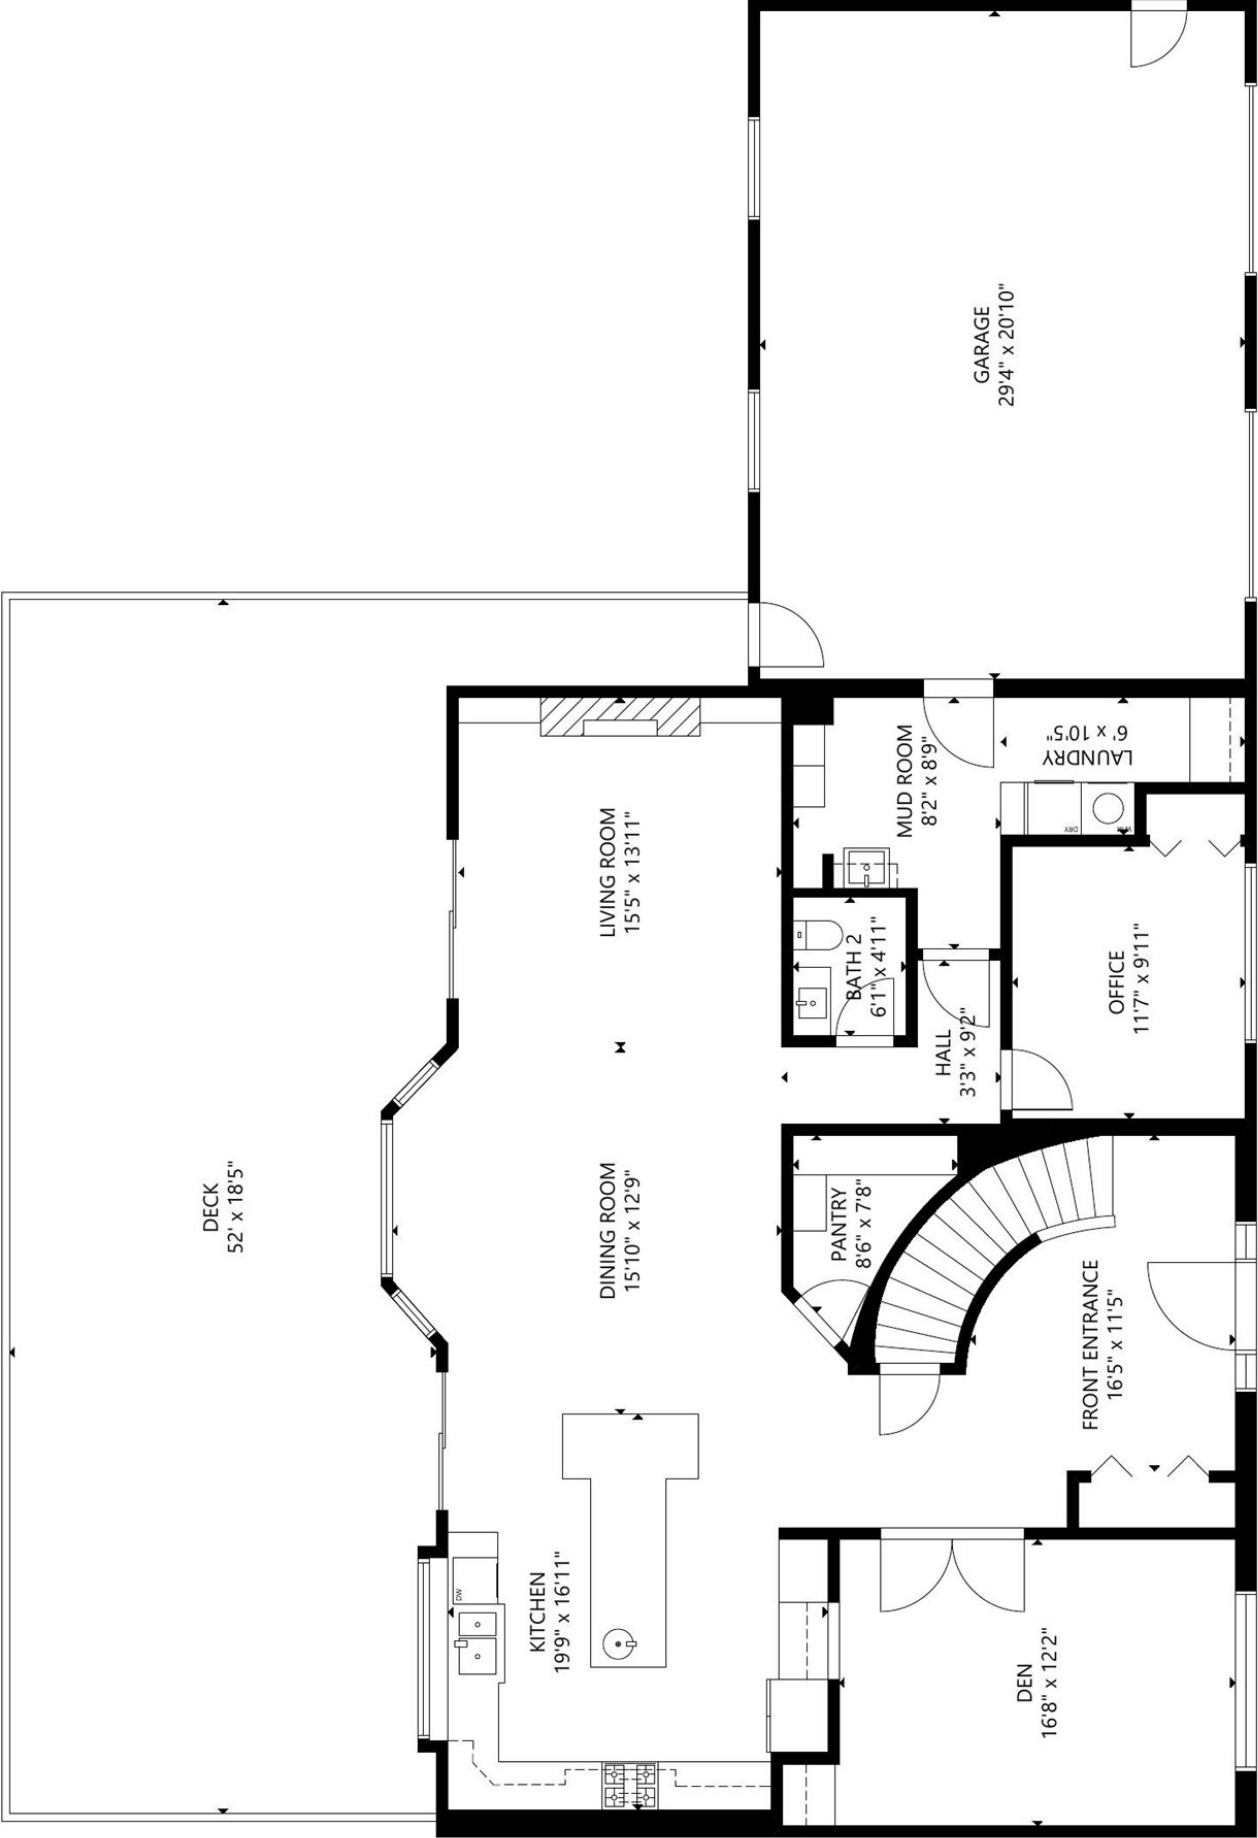 GARAGE
29'4" x 20'10"
LAUNDRY
6' x 10'5"
MUD ROOM
8'2" x 8'9"
DRY
WM
LIVING ROOM
15'5" x 13'11"
BATH 2
6'1" x 4'11"
OFFICE
11'7" x 9'11"
HALL
3'3" x 9'2"
DECK
52' x 18'5"
DINING ROOM
15'10" x 12'9"
PANTRY
8'6" x 7'8"
FRONT ENTRANCE
16'5" x 11'5"
KITCHEN
19'9" x 16'11"
DW
DEN
16'8" x 12'2"